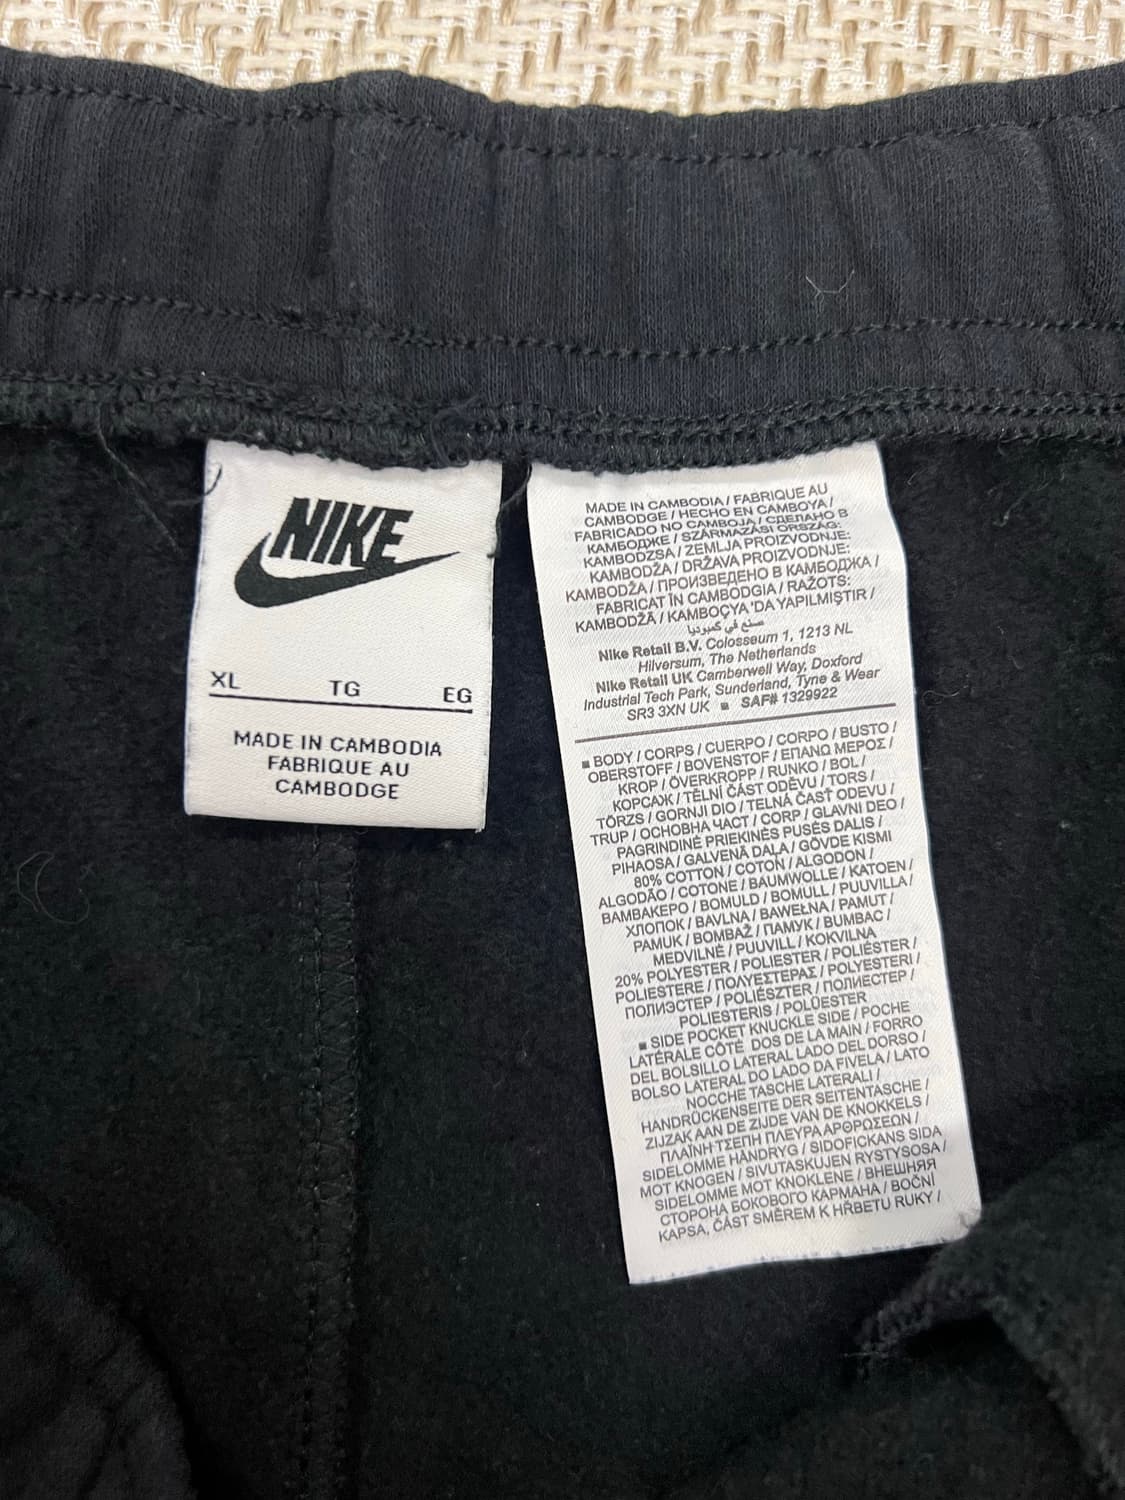 NIKE
XL TG EG
MADE IN CAMBODIA
FABRIQUE AU
CAMBODGE
MADE IN CAMBODIA / FABRIQUE AU
CAMBODGE / HECHO EN CAMBOYA /
FABRICADO NO CAMBOJA / СДЕЛАНО В
КАМБОДЖЕ / SZÁRMAZÁSI ORSZÁG:
KAMBODZSA / ZEMLJA PROIZVODNJE:
KAMBODŽA / DRŽAVA PROIZVODNJE:
KAMBODŽA / ПРОИЗВЕДЕНО В КАМБОДЖА /
FABRICAT ÎN CAMBODGIA / RAŽOTS:
KAMBODŽĀ / KAMBOÇYA 'DA YAPILMIŞTIR /
صنع في كمبوديا
Nike Retail B.V. Colosseum 1, 1213 NL
Hilversum, The Netherlands
Nike Retail UK Camberwell Way, Doxford
Industrial Tech Park, Sunderland, Tyne & Wear
SR3 3XN UK ■ SAF# 1329922
■ BODY / CORPS / CUERPO / CORPO / BUSTO /
OBERSTOFF / BOVENSTOF / ΕΠΑΝΩ ΜΕΡΟΣ /
KROP / ÖVERKROPP / RUNKO / BOL /
КОРСАЖ / TĚLNÍ ČÁST ODĚVU / TORS /
TÖRZS / GORNJI DIO / TELNÁ ČASŤ ODEVU /
TRUP / ОСНОВНА ЧАСТ / CORP / GLAVNI DEO /
PAGRINDINĖ PRIEKINĖS PUSĖS DALIS /
PIHAOSA / GALVENĀ DAĻA / GÖVDE KISMI
80% COTTON / COTON / ALGODON /
ALGODÃO / COTONE / BAUMWOLLE / KATOEN /
ΒΑΜΒΑΚΕΡΟ / BOMULD / BOMULL / PUUVILLA /
ХЛОПОК / BAVLNA / BAWEŁNA / PAMUT /
PAMUK / BOMBAŽ / ПАМУК / BUMBAC /
MEDVILNĖ / PUUVILL / KOKVILNA
20% POLYESTER / POLIESTER / POLIÉSTER /
POLIESTERE / ΠΟΛΥΕΣΤΕΡΑΣ / POLYESTERI /
ПОЛИЭСТЕР / POLIÉSZTER / ПОЛИЕСТЕР /
POLIESTERIS / POLÜESTER
■ SIDE POCKET KNUCKLE SIDE / POCHE
LATÉRALE CÔTÉ DOS DE LA MAIN / FORRO
DEL BOLSILLO LATERAL LADO DEL DORSO /
BOLSO LATERAL DO LADO DA FIVELA / LATO
NOCCHE TASCHE LATERALI /
HANDRÜCKENSEITE DER SEITENTASCHE /
ZIJZAK AAN DE ZIJDE VAN DE KNOKKELS /
ΠΛΑΪΝΗ ΤΣΕΠΗ ΠΛΕΥΡΑ ΑΡΘΡΩΣΕΩΝ /
SIDELOMME HÅNDRYG / SIDOFICKANS SIDA
MOT KNOGEN / SIVUTASKUJEN RYSTYSOSA /
SIDELOMME MOT KNOKLENE / ВНЕШНЯЯ
СТОРОНА БОКОВОГО КАРМАНА / BOČNÍ
KAPSA, ČÁST SMĚREM K HŘBETU RUKY /